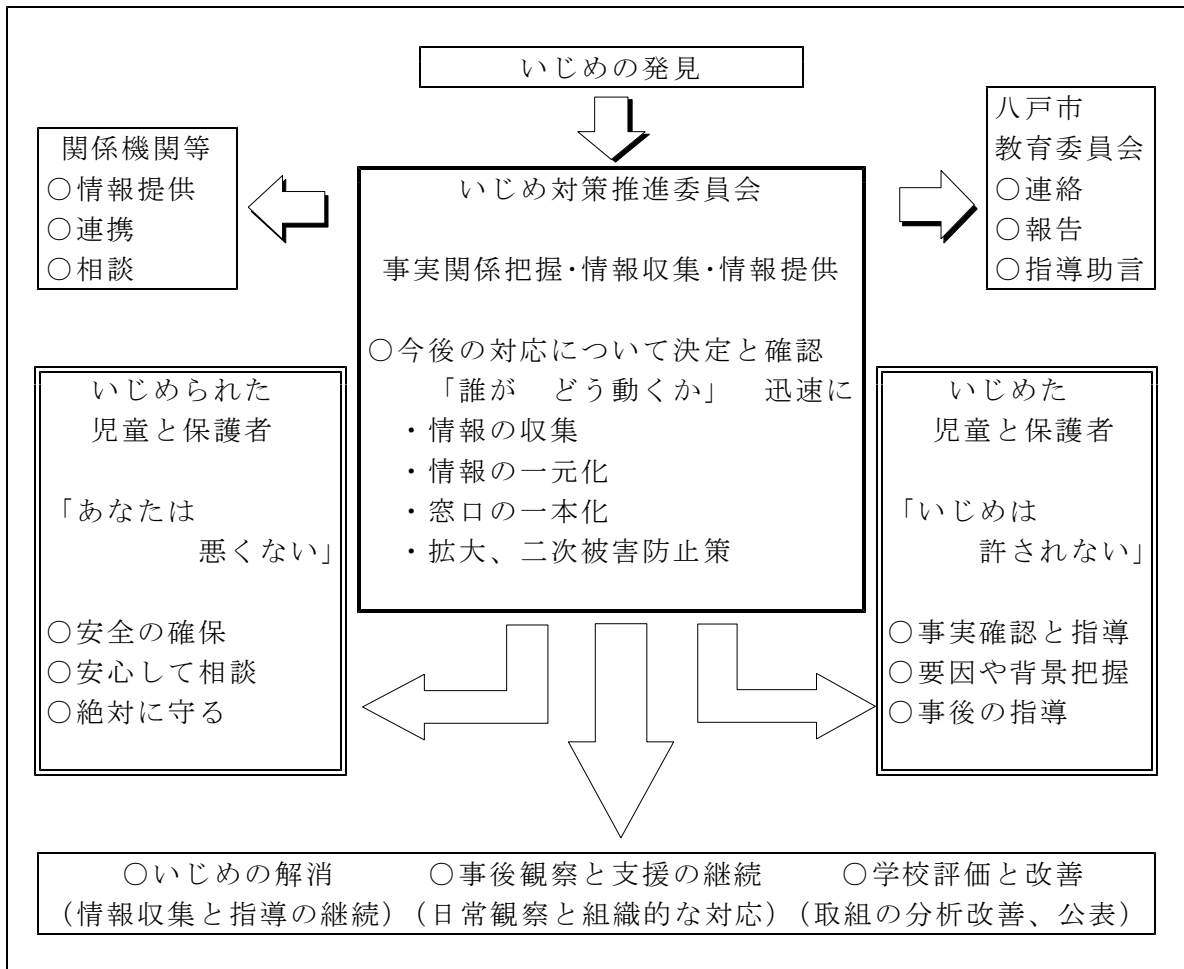 いじめの発見
関係機関等
○情報提供
○連携
○相談
八戸市
教育委員会
○連絡
○報告
○指導助言
いじめ対策推進委員会
事実関係把握・情報収集・情報提供
○今後の対応について決定と確認
「誰が　どう動くか」　迅速に
・情報の収集
・情報の一元化
・窓口の一本化
・拡大、二次被害防止策
いじめられた
児童と保護者
「あなたは
悪くない」
○安全の確保
○安心して相談
○絶対に守る
いじめた
児童と保護者
「いじめは
許されない」
○事実確認と指導
○要因や背景把握
○事後の指導
○いじめの解消　○事後観察と支援の継続　○学校評価と改善
（情報収集と指導の継続）（日常観察と組織的な対応）（取組の分析改善、公表）